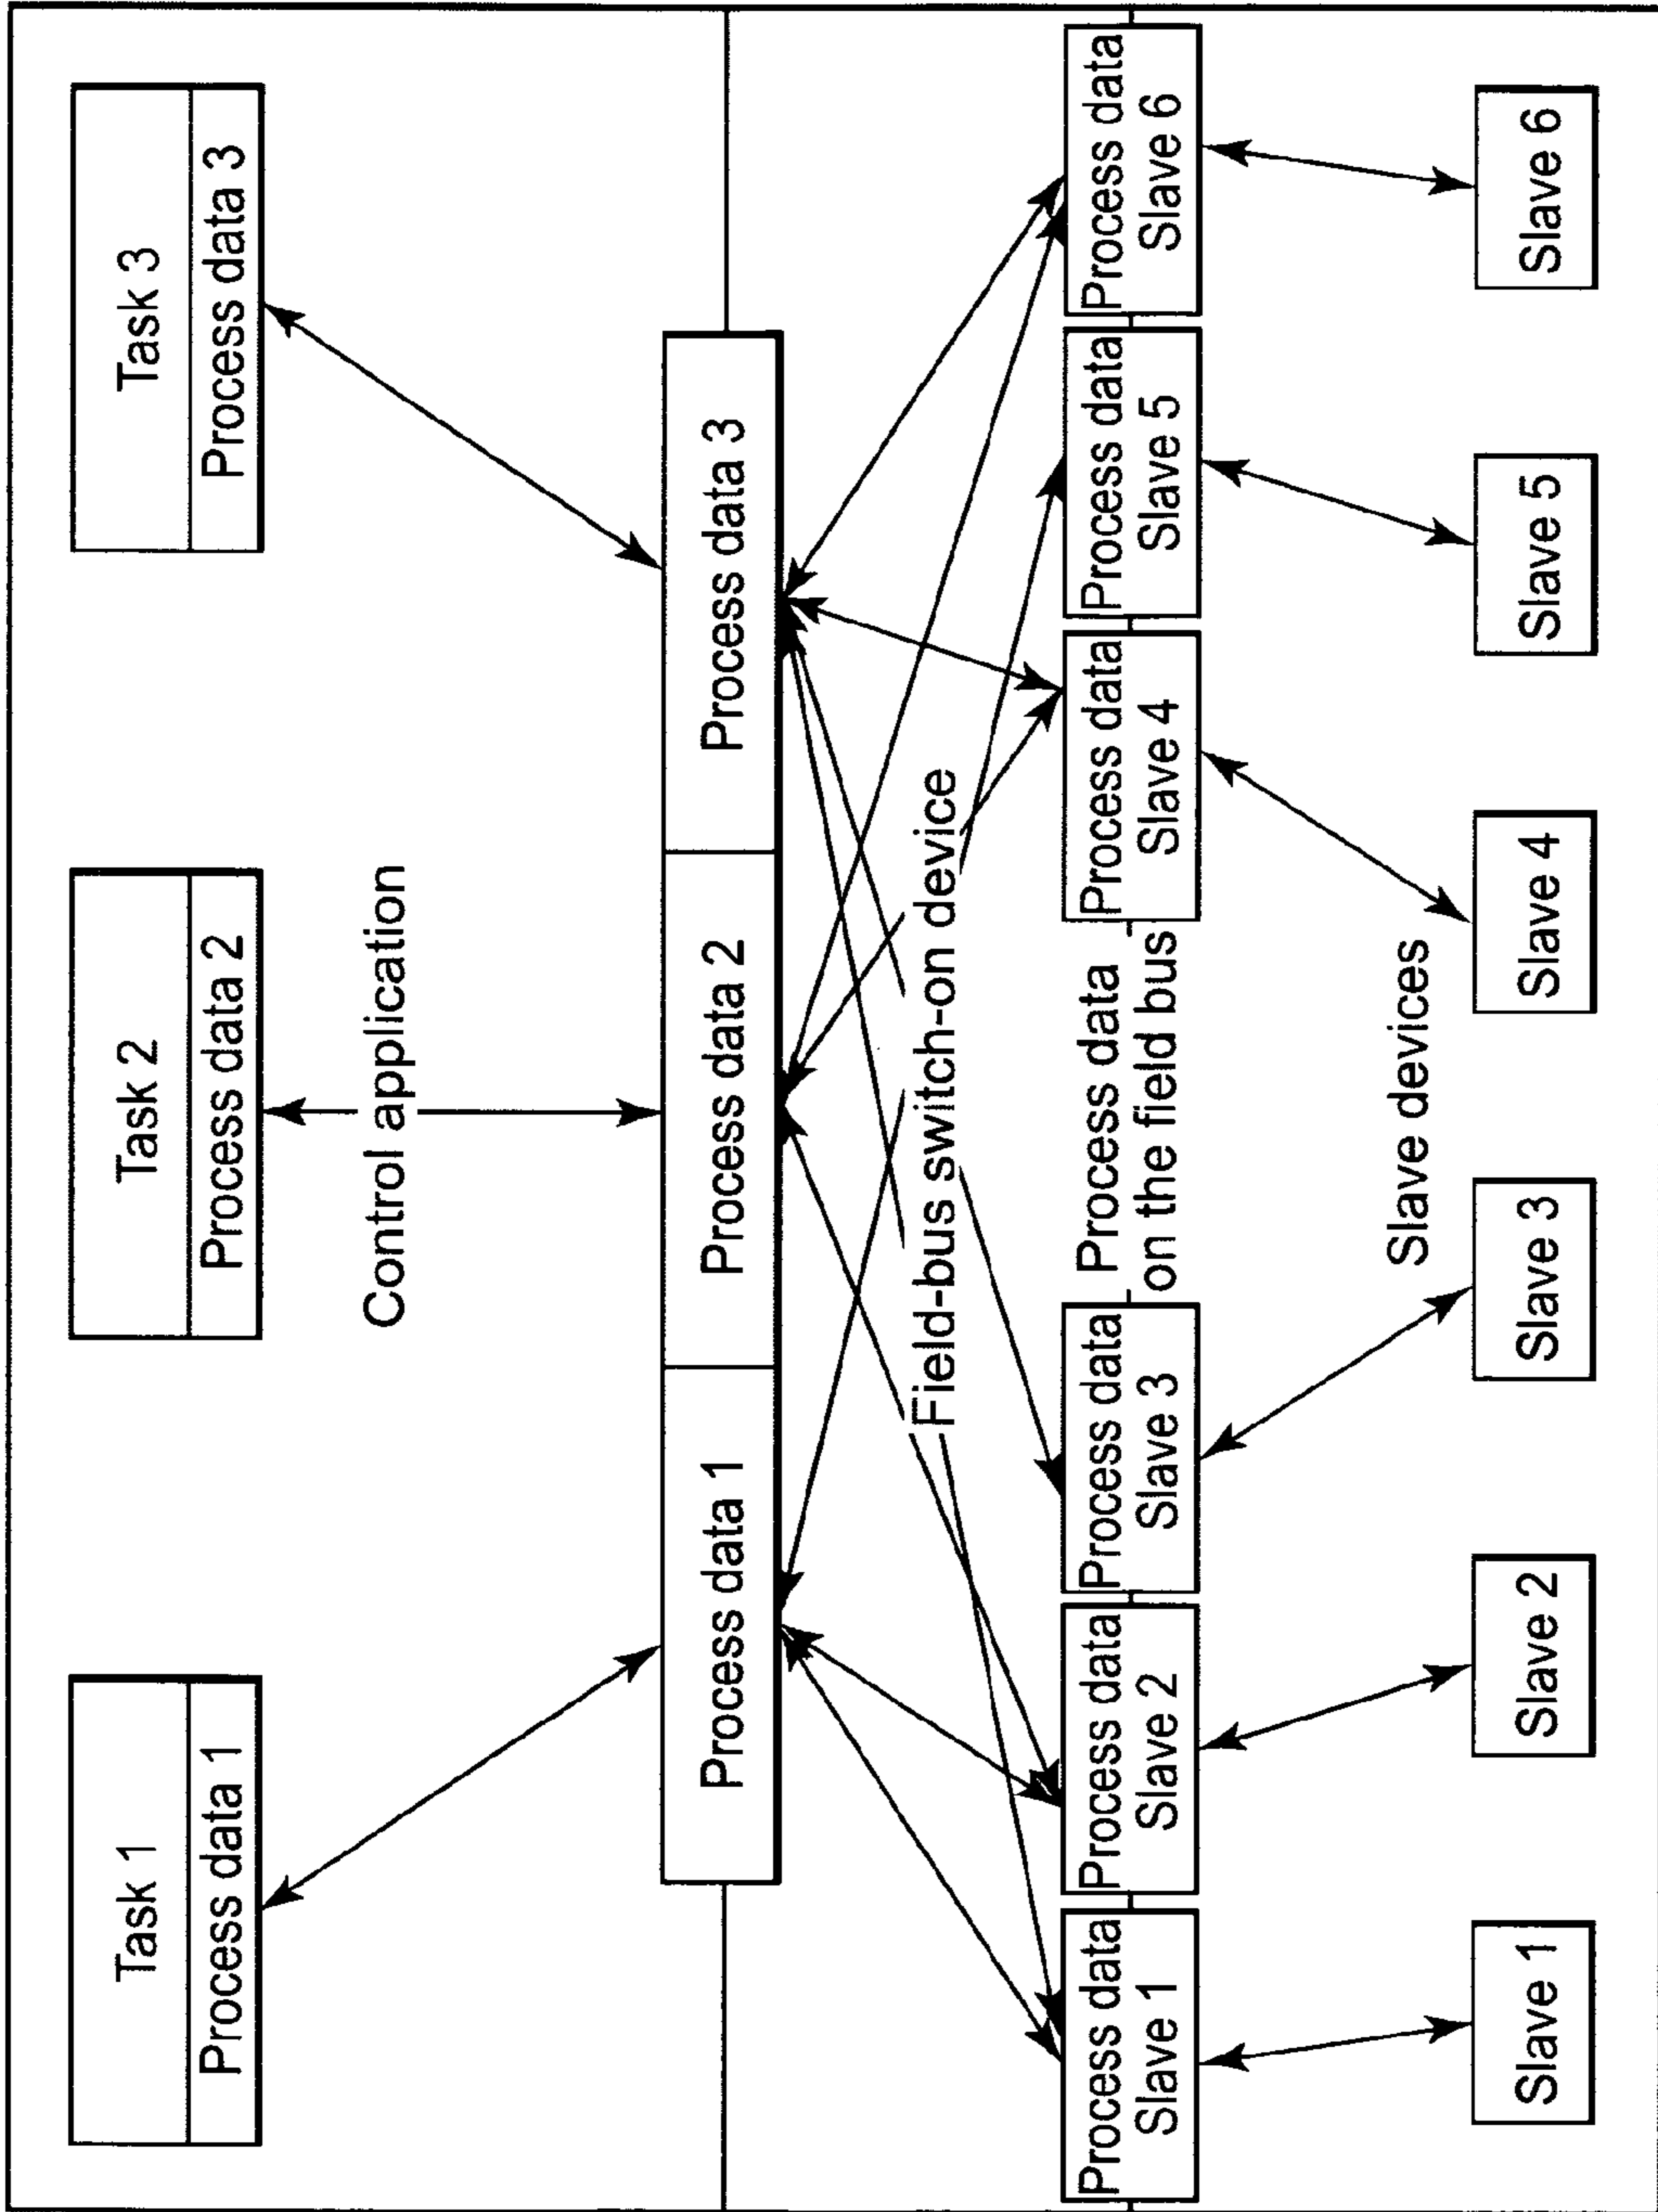 Task 1
Process data 1
Task 2
Process data 2
Task 3
Process data 3
Control application
Process data 1
Process data 2
Process data 3
Field-bus switch-on device
Process data
Slave 1
Process data
Slave 2
Process data
Slave 3
Process data
on the field bus
Process data
Slave 4
Process data
Slave 5
Process data
Slave 6
Slave devices
Slave 1
Slave 2
Slave 3
Slave 4
Slave 5
Slave 6